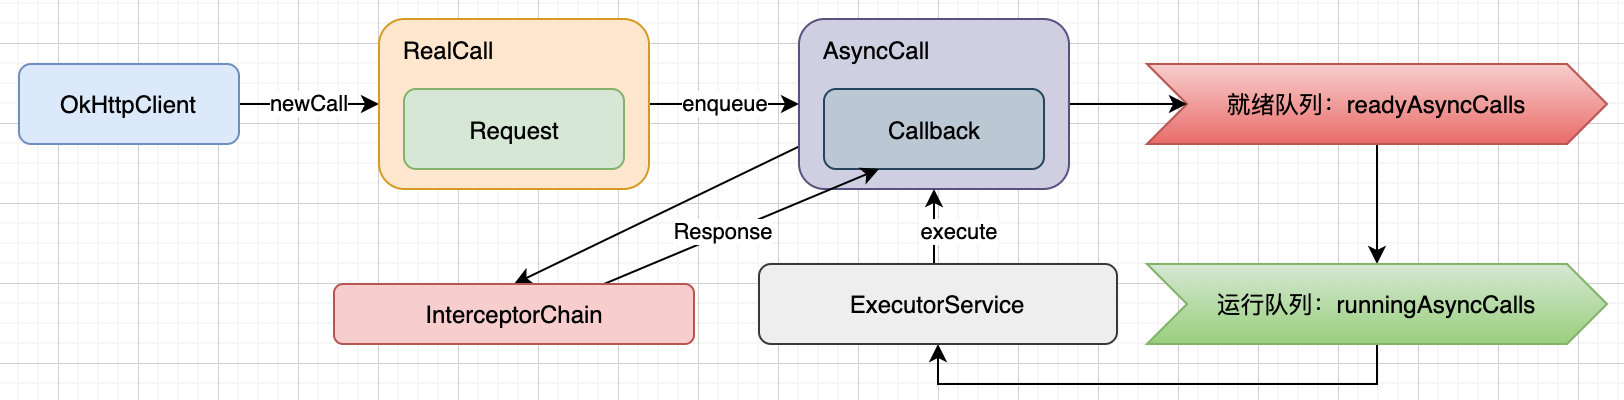 RealCall
AsyncCall
OkHttpClient
newCall
enqueue
就绪队列：readyAsyncCalls
Request
Callback
Response
execute
InterceptorChain
ExecutorService
运行队列：runningAsyncCalls